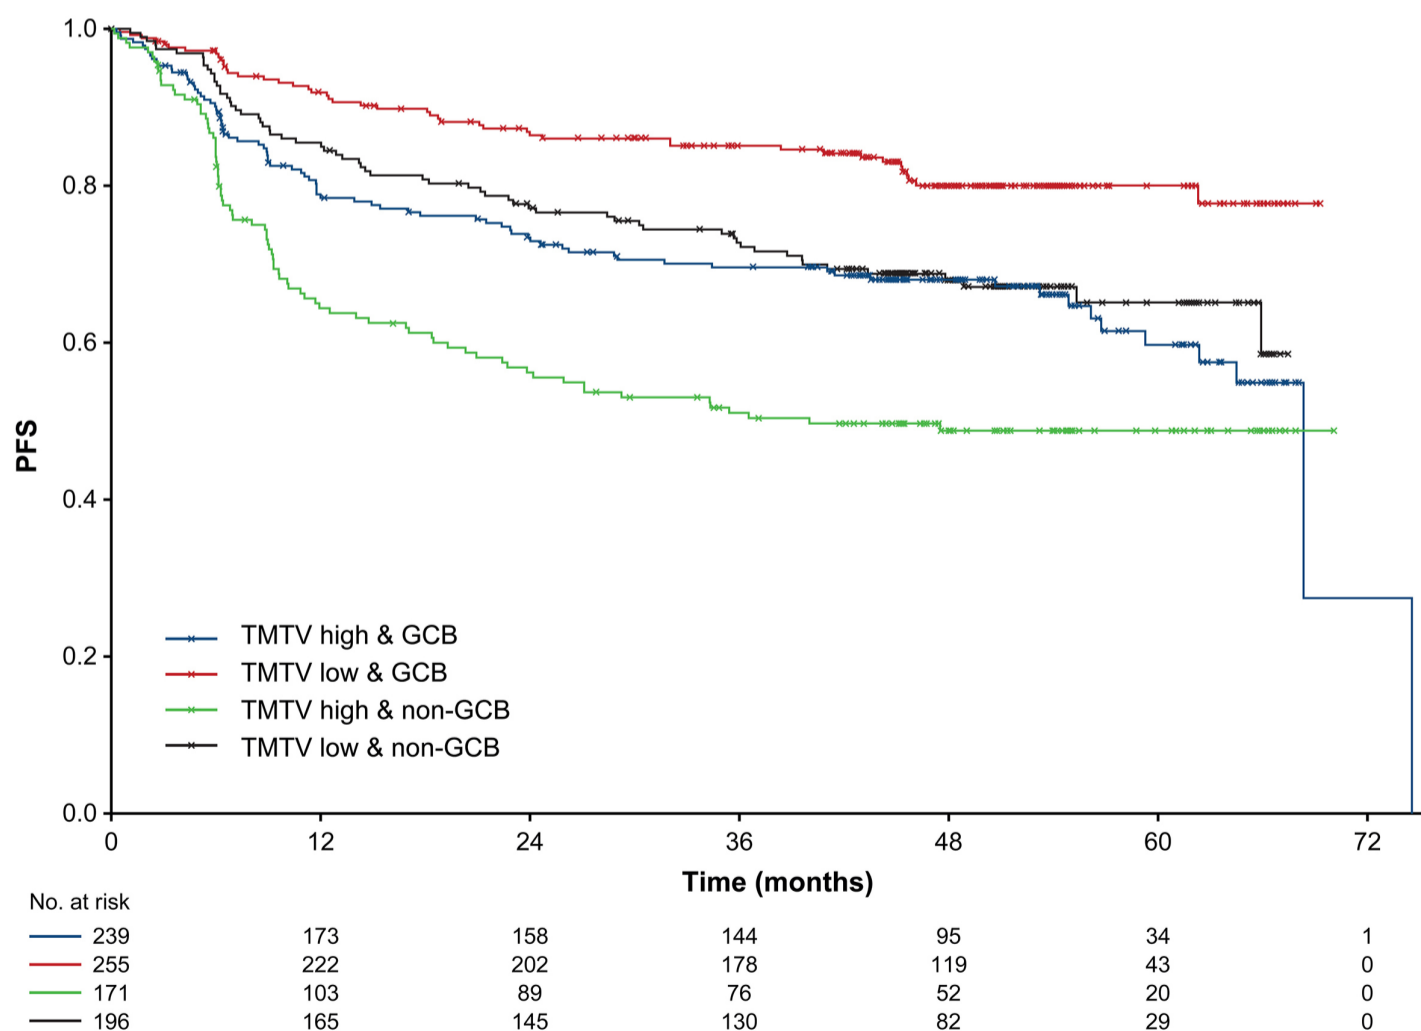 1.0
0.8
0.6
0.4
0.2
0.0
PFS
TMTV high & GCB
TMTV low & GCB
TMTV high & non-GCB
TMTV low & non-GCB
0 12 24 36 48 60 72
Time (months)
No. at risk
239 173 158 144 95 34 1
255 222 202 178 119 43 0
171 103 89 76 52 20 0
196 165 145 130 82 29 0